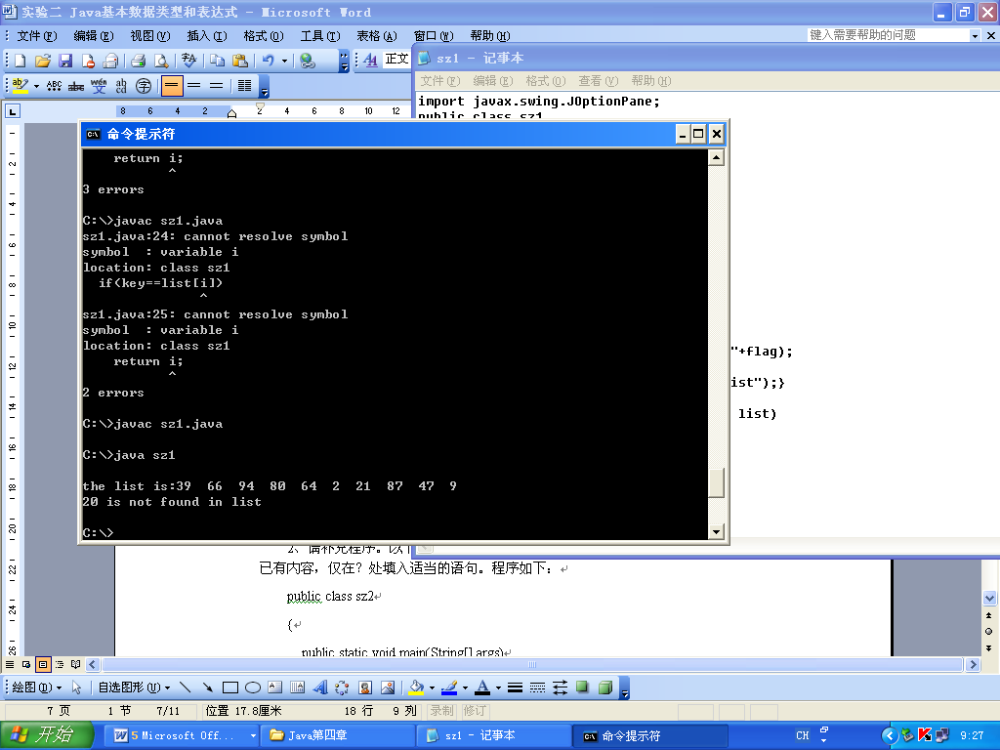 实验二 Java基本数据类型和表达式 - Microsoft Word
文件(F) 编辑(E) 视图(V) 插入(I) 格式(O) 工具(T) 表格(A) 窗口(W) 帮助(H) 键入需要帮助的问题
正文
sz1 - 记事本
文件(F) 编辑(E) 格式(O) 查看(V) 帮助(H)
import javax.swing.JOptionPane;
public class sz1
8 6 4 2 2 4 6 8 10 12
命令提示符
return i;
^
3 errors
C:\>javac sz1.java
sz1.java:24: cannot resolve symbol
symbol : variable i
location: class sz1
if(key==list[i])
^
sz1.java:25: cannot resolve symbol
symbol : variable i
location: class sz1
return i;
^
2 errors
C:\>javac sz1.java
C:\>java sz1
the list is:39 66 94 80 64 2 21 87 47 9
20 is not found in list
C:\>
"+flag);
ist");}
list)
2、请补充程序。以下
已有内容，仅在？处填入适当的语句。程序如下：
public class sz2
{
public static void main(String[] args)
绘图(D) 自选图形(U)
7 页 1 节 7/11 位置 17.8厘米 18 行 9 列 录制 修订
开始 5 Microsoft Off... Java第四章 sz1 - 记事本 命令提示符 CH 9:27